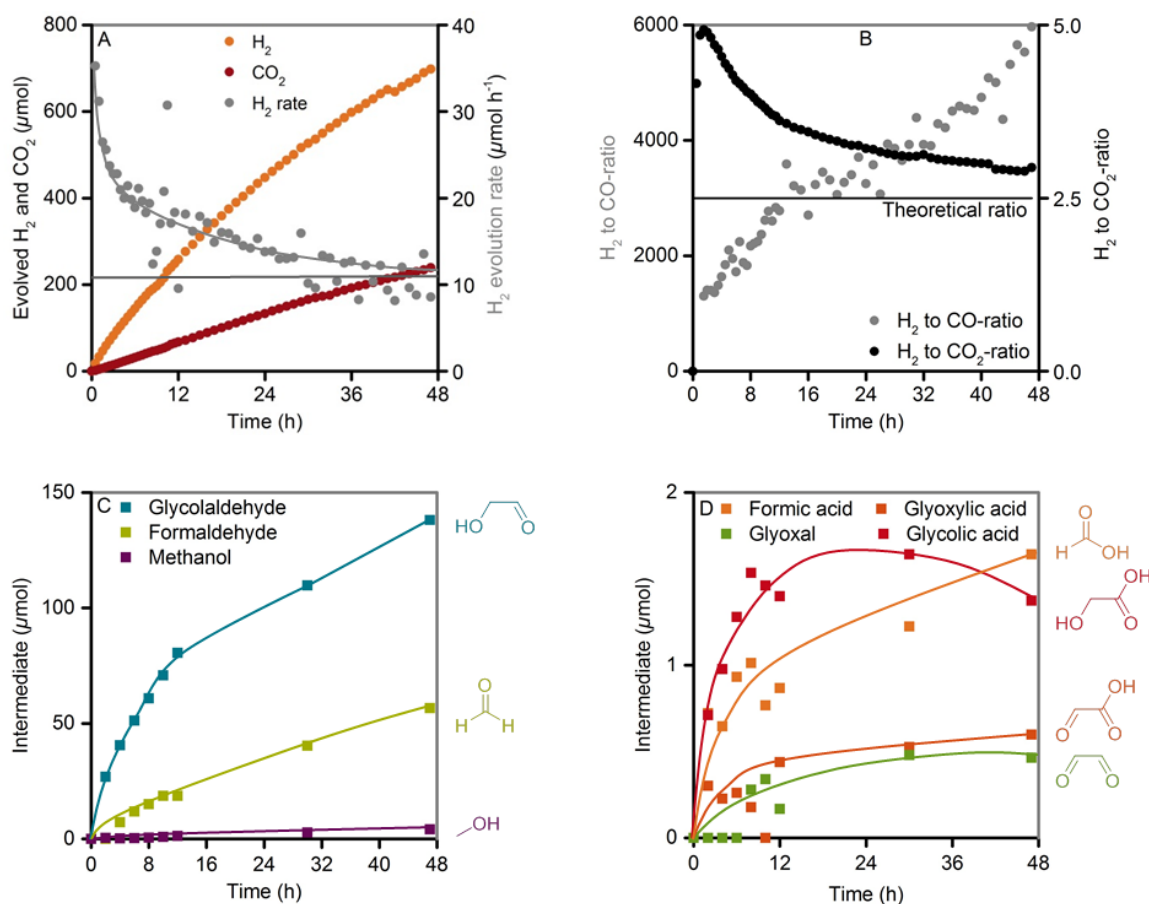 A
H2
CO2
H2 rate
800
600
400
200
0
40
30
20
10
0
0 12 24 36 48
Time (h)
Evolved H2 and CO2 (µmol)
H2 evolution rate (µmol h-1)
B
6000
4000
2000
0
5.0
2.5
0.0
Theoretical ratio
H2 to CO-ratio
H2 to CO2-ratio
0 12 24 36 48
Time (h)
H2 to CO-ratio
H2 to CO2-ratio
C
Glycolaldehyde
Formaldehyde
Methanol
150
100
50
0
0 8 16 24 32 40 48
Time (h)
Intermediate (µmol)
HO O
O
H H
OH
D
Formic acid Glyoxylic acid
Glyoxal Glycolic acid
2
1
0
0 8 16 24 32 40 48
Time (h)
Intermediate (µmol)
O
H OH
OH
HO O
OH
O O
O O